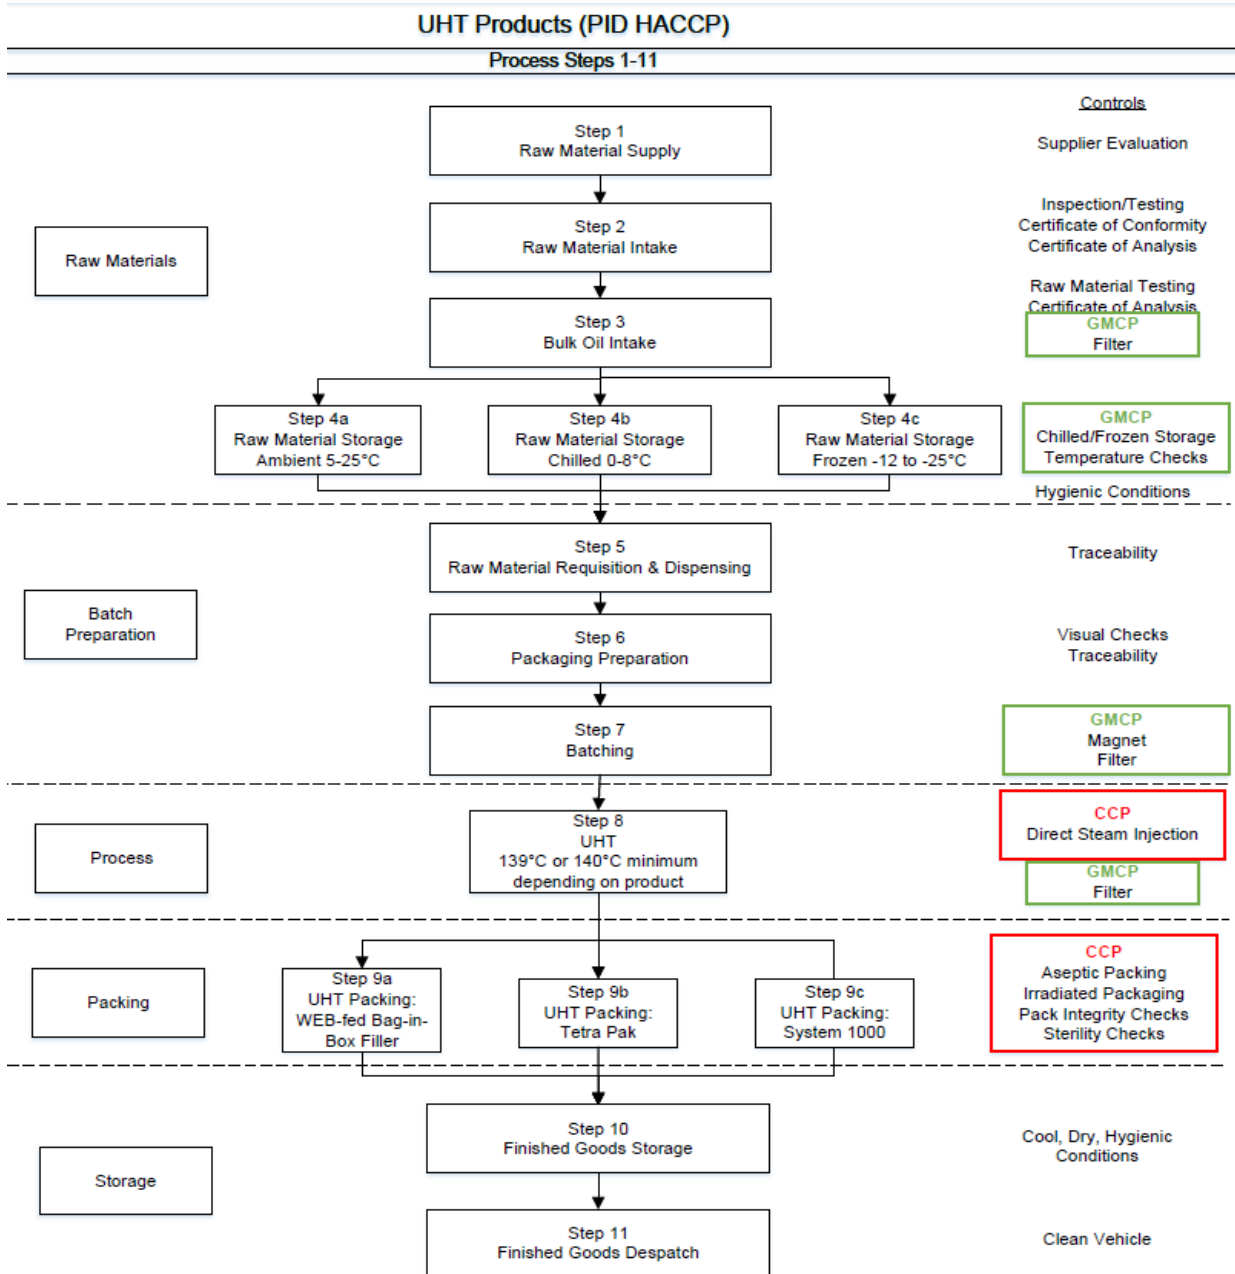 UHT Products (PID HACCP)
Process Steps 1-11
Controls
Step 1
Raw Material Supply
Supplier Evaluation
Raw Materials
Step 2
Raw Material Intake
Inspection/Testing
Certificate of Conformity
Certificate of Analysis
Step 3
Bulk Oil Intake
Raw Material Testing
Certificate of Analysis
GMCP
Filter
Step 4a
Raw Material Storage
Ambient 5-25°C
Step 4b
Raw Material Storage
Chilled 0-8°C
Step 4c
Raw Material Storage
Frozen -12 to -25°C
GMCP
Chilled/Frozen Storage
Temperature Checks
Hygienic Conditions
Batch
Preparation
Step 5
Raw Material Requisition & Dispensing
Traceability
Step 6
Packaging Preparation
Visual Checks
Traceability
Step 7
Batching
GMCP
Magnet
Filter
Process
Step 8
UHT
139°C or 140°C minimum
depending on product
CCP
Direct Steam Injection
GMCP
Filter
Packing
Step 9a
UHT Packing:
WEB-fed Bag-in-
Box Filler
Step 9b
UHT Packing:
Tetra Pak
Step 9c
UHT Packing:
System 1000
CCP
Aseptic Packing
Irradiated Packaging
Pack Integrity Checks
Sterility Checks
Storage
Step 10
Finished Goods Storage
Cool, Dry, Hygienic
Conditions
Step 11
Finished Goods Despatch
Clean Vehicle